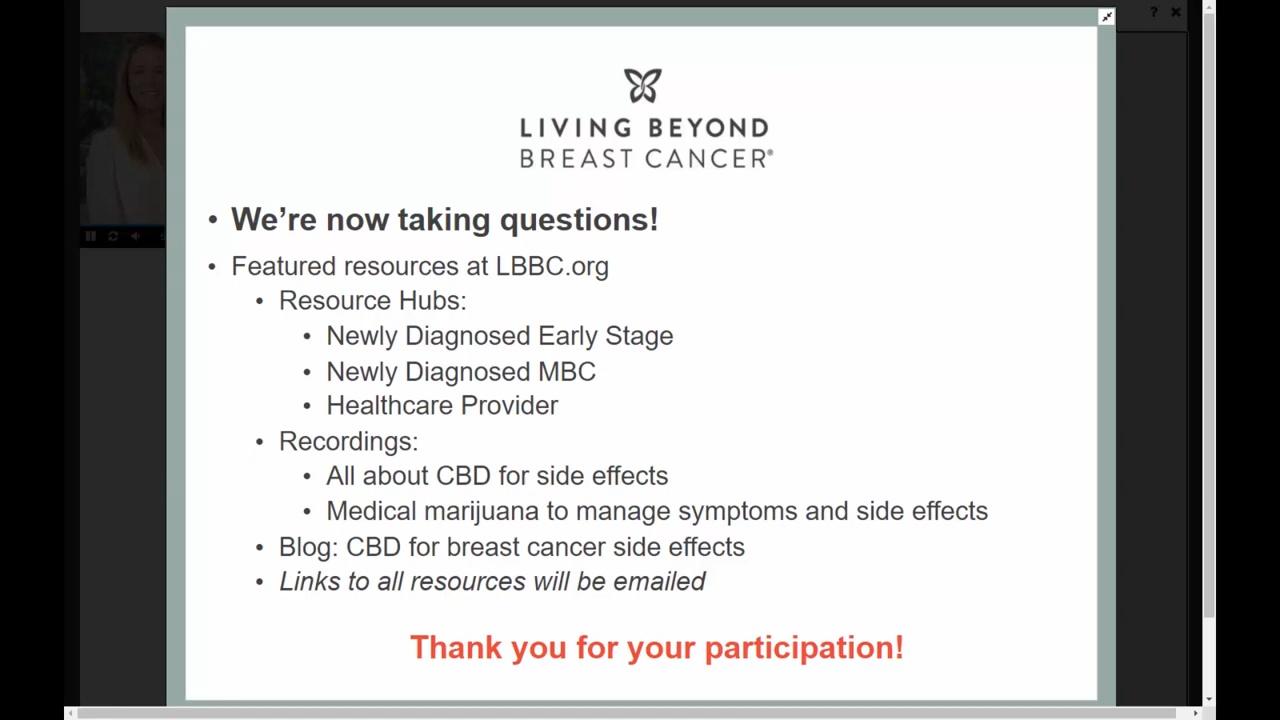 ?
LIVING BEYOND
BREAST CANCER®
• We’re now taking questions!
• Featured resources at LBBC.org
• Resource Hubs:
• Newly Diagnosed Early Stage
• Newly Diagnosed MBC
• Healthcare Provider
• Recordings:
• All about CBD for side effects
• Medical marijuana to manage symptoms and side effects
• Blog: CBD for breast cancer side effects
• Links to all resources will be emailed
Thank you for your participation!